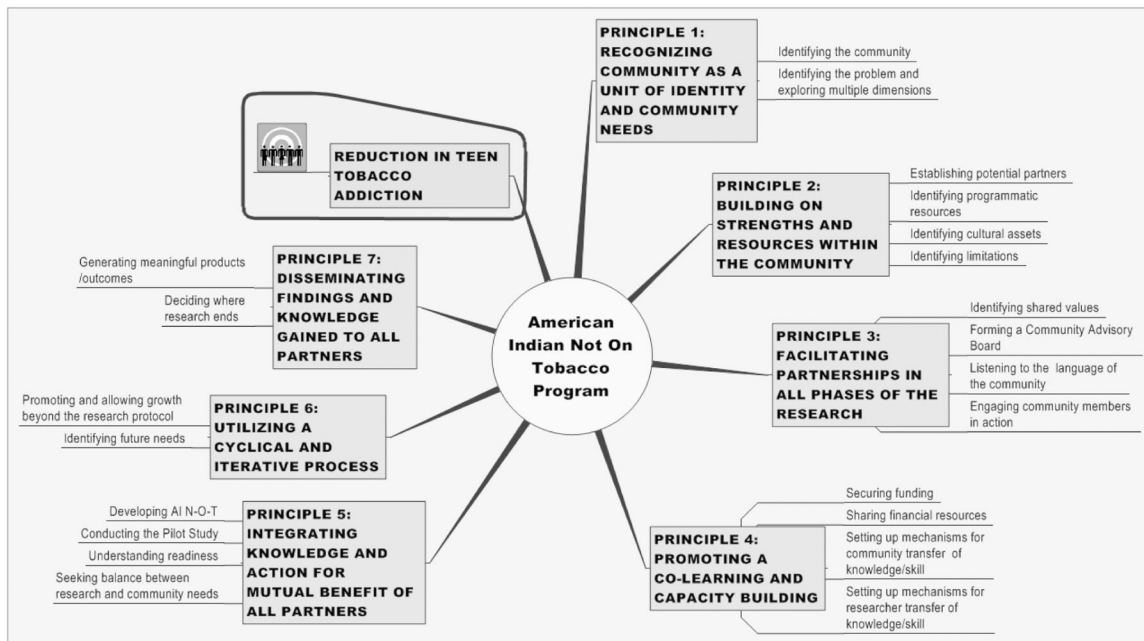 American
Indian Not On
Tobacco
Program
PRINCIPLE 1:
RECOGNIZING
COMMUNITY AS A
UNIT OF IDENTITY
AND COMMUNITY
NEEDS
Identifying the community
Identifying the problem and
exploring multiple dimensions
PRINCIPLE 2:
BUILDING ON
STRENGTHS AND
RESOURCES WITHIN
THE COMMUNITY
Establishing potential partners
Identifying programmatic
resources
Identifying cultural assets
Identifying limitations
PRINCIPLE 3:
FACILITATING
PARTNERSHIPS IN
ALL PHASES OF THE
RESEARCH
Identifying shared values
Forming a Community Advisory
Board
Listening to the language of
the community
Engaging community members
in action
PRINCIPLE 4:
PROMOTING A
CO-LEARNING AND
CAPACITY BUILDING
Securing funding
Sharing financial resources
Setting up mechanisms for
community transfer of
knowledge/skill
Setting up mechanisms for
researcher transfer of
knowledge/skill
PRINCIPLE 5:
INTEGRATING
KNOWLEDGE AND
ACTION FOR
MUTUAL BENEFIT OF
ALL PARTNERS
Developing AI N-O-T
Conducting the Pilot Study
Understanding readiness
Seeking balance between
research and community needs
PRINCIPLE 6:
UTILIZING A
CYCLICAL AND
ITERATIVE PROCESS
Promoting and allowing growth
beyond the research protocol
Identifying future needs
PRINCIPLE 7:
DISSEMINATING
FINDINGS AND
KNOWLEDGE
GAINED TO ALL
PARTNERS
Generating meaningful products
/outcomes
Deciding where
research ends
REDUCTION IN TEEN
TOBACCO
ADDICTION